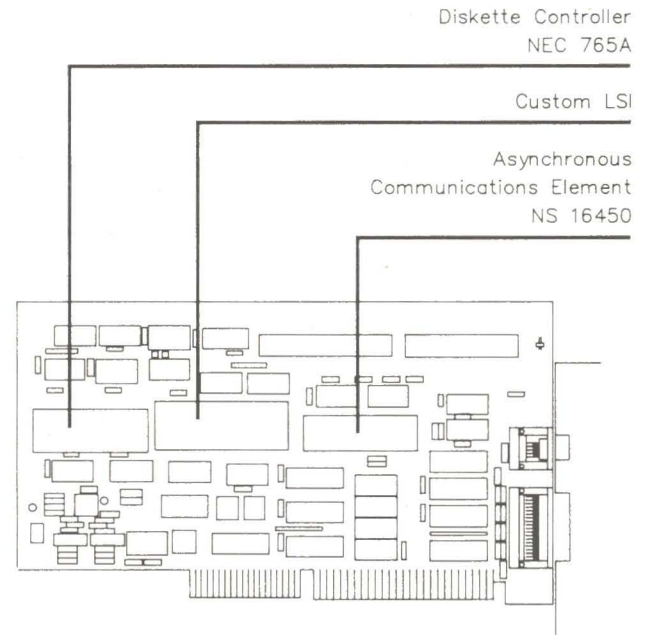 Diskette Controller
NEC 765A
Custom LSI
Asynchronous
Communications Element
NS 16450